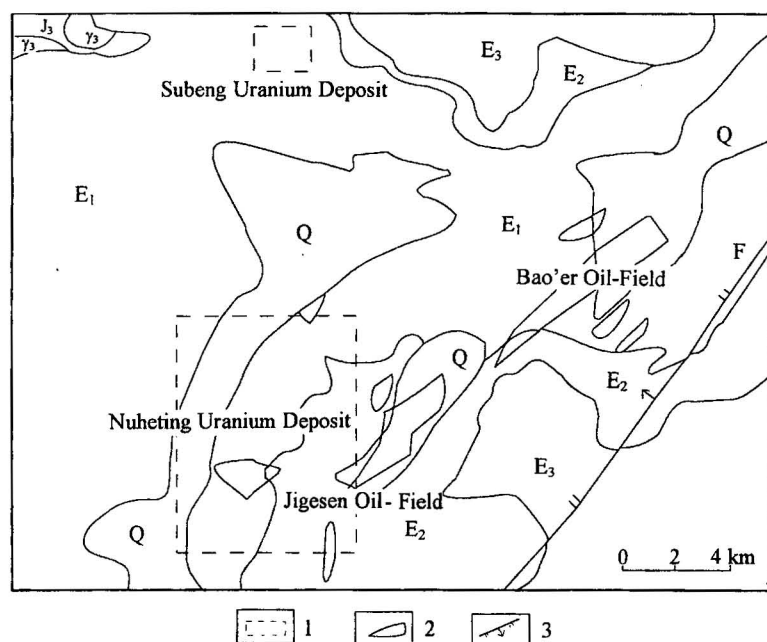 J₃
γ₃
γ₃
E₃
E₂
Subeng Uranium Deposit
Q
E₁
E₁
Q
F
Bao'er Oil-Field
Q
E₂
Nuheting Uranium Deposit
E₃
Jigesen Oil-Field
Q
E₂
0 2 4 km
1 2 3